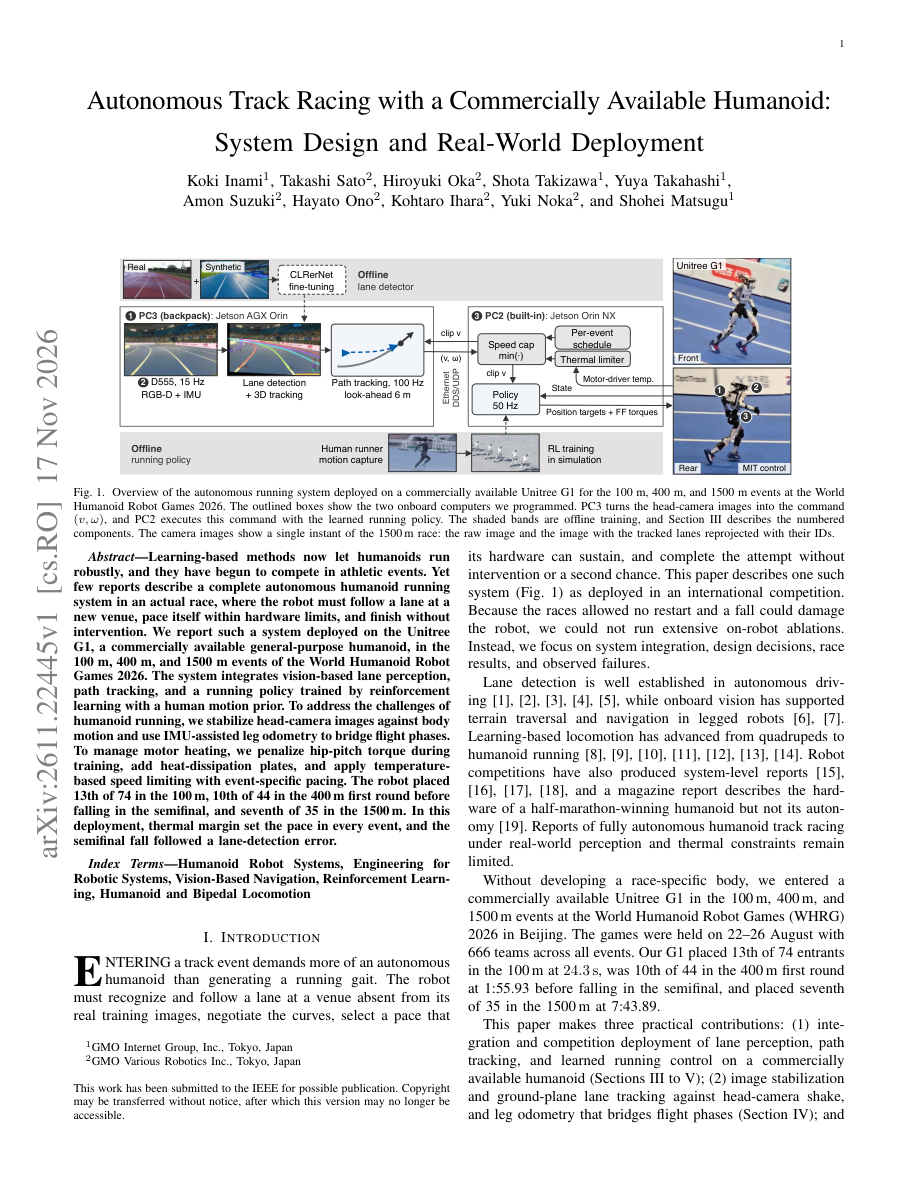 1
Autonomous Track Racing with a Commercially Available Humanoid:
System Design and Real-World Deployment
Koki Inami1, Takashi Sato2, Hiroyuki Oka2, Shota Takizawa1, Yuya Takahashi1,
Amon Suzuki2, Hayato Ono2, Kohtaro Ihara2, Yuki Noka2, and Shohei Matsugu1
arXiv:2611.22445v1 [cs.RO] 17 Nov 2026
Real
Synthetic
+
CLRerNet
fine-tuning
Offline
lane detector
1 PC3 (backpack): Jetson AGX Orin
2 D555, 15 Hz
RGB-D + IMU
Lane detection
+ 3D tracking
Path tracking, 100 Hz
look-ahead 6 m
clip v
(v, ω)
Ethernet
DDS/UDP
3 PC2 (built-in): Jetson Orin NX
Speed cap
min(·)
Per-event
schedule
Thermal limiter
clip v
Motor-driver temp.
State
Policy
50 Hz
Position targets + FF torques
Offline
running policy
Human runner
motion capture
RL training
in simulation
Unitree G1
Front
1
2
3
Rear
MIT control
Fig. 1. Overview of the autonomous running system deployed on a commercially available Unitree G1 for the 100 m, 400 m, and 1500 m events at the World
Humanoid Robot Games 2026. The outlined boxes show the two onboard computers we programmed. PC3 turns the head-camera images into the command
(v, ω), and PC2 executes this command with the learned running policy. The shaded bands are offline training, and Section III describes the numbered
components. The camera images show a single instant of the 1500 m race: the raw image and the image with the tracked lanes reprojected with their IDs.
Abstract—Learning-based methods now let humanoids run
robustly, and they have begun to compete in athletic events. Yet
few reports describe a complete autonomous humanoid running
system in an actual race, where the robot must follow a lane at a
new venue, pace itself within hardware limits, and finish without
intervention. We report such a system deployed on the Unitree
G1, a commercially available general-purpose humanoid, in the
100 m, 400 m, and 1500 m events of the World Humanoid Robot
Games 2026. The system integrates vision-based lane perception,
path tracking, and a running policy trained by reinforcement
learning with a human motion prior. To address the challenges of
humanoid running, we stabilize head-camera images against body
motion and use IMU-assisted leg odometry to bridge flight phases.
To manage motor heating, we penalize hip-pitch torque during
training, add heat-dissipation plates, and apply temperature-
based speed limiting with event-specific pacing. The robot placed
13th of 74 in the 100 m, 10th of 44 in the 400 m first round before
falling in the semifinal, and seventh of 35 in the 1500 m. In this
deployment, thermal margin set the pace in every event, and the
semifinal fall followed a lane-detection error.
Index Terms—Humanoid Robot Systems, Engineering for
Robotic Systems, Vision-Based Navigation, Reinforcement Learn-
ing, Humanoid and Bipedal Locomotion
I. INTRODUCTION
ENTERING a track event demands more of an autonomous
humanoid than generating a running gait. The robot
must recognize and follow a lane at a venue absent from its
real training images, negotiate the curves, select a pace that
1GMO Internet Group, Inc., Tokyo, Japan
2GMO Various Robotics Inc., Tokyo, Japan
This work has been submitted to the IEEE for possible publication. Copyright
may be transferred without notice, after which this version may no longer be
accessible.
its hardware can sustain, and complete the attempt without
intervention or a second chance. This paper describes one such
system (Fig. 1) as deployed in an international competition.
Because the races allowed no restart and a fall could damage
the robot, we could not run extensive on-robot ablations.
Instead, we focus on system integration, design decisions, race
results, and observed failures.
Lane detection is well established in autonomous driv-
ing [1], [2], [3], [4], [5], while onboard vision has supported
terrain traversal and navigation in legged robots [6], [7].
Learning-based locomotion has advanced from quadrupeds to
humanoid running [8], [9], [10], [11], [12], [13], [14]. Robot
competitions have also produced system-level reports [15],
[16], [17], [18], and a magazine report describes the hard-
ware of a half-marathon-winning humanoid but not its auton-
omy [19]. Reports of fully autonomous humanoid track racing
under real-world perception and thermal constraints remain
limited.
Without developing a race-specific body, we entered a
commercially available Unitree G1 in the 100 m, 400 m, and
1500 m events at the World Humanoid Robot Games (WHRG)
2026 in Beijing. The games were held on 22–26 August with
666 teams across all events. Our G1 placed 13th of 74 entrants
in the 100 m at 24.3 s, was 10th of 44 in the 400 m first round
at 1:55.93 before falling in the semifinal, and placed seventh
of 35 in the 1500 m at 7:43.89.
This paper makes three practical contributions: (1) inte-
gration and competition deployment of lane perception, path
tracking, and learned running control on a commercially
available humanoid (Sections III to V); (2) image stabilization
and ground-plane lane tracking against head-camera shake,
and leg odometry that bridges flight phases (Section IV); and